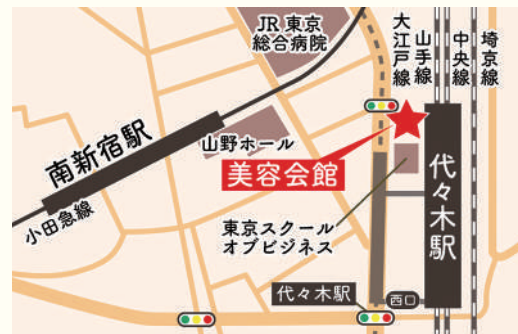 JR 東京
総合病院
大江戸線
山手線
中央線
埼京線
南新宿駅
小田急線
山野ホール
美容会館
代々木駅
東京スクール
オブビジネス
代々木駅
西口